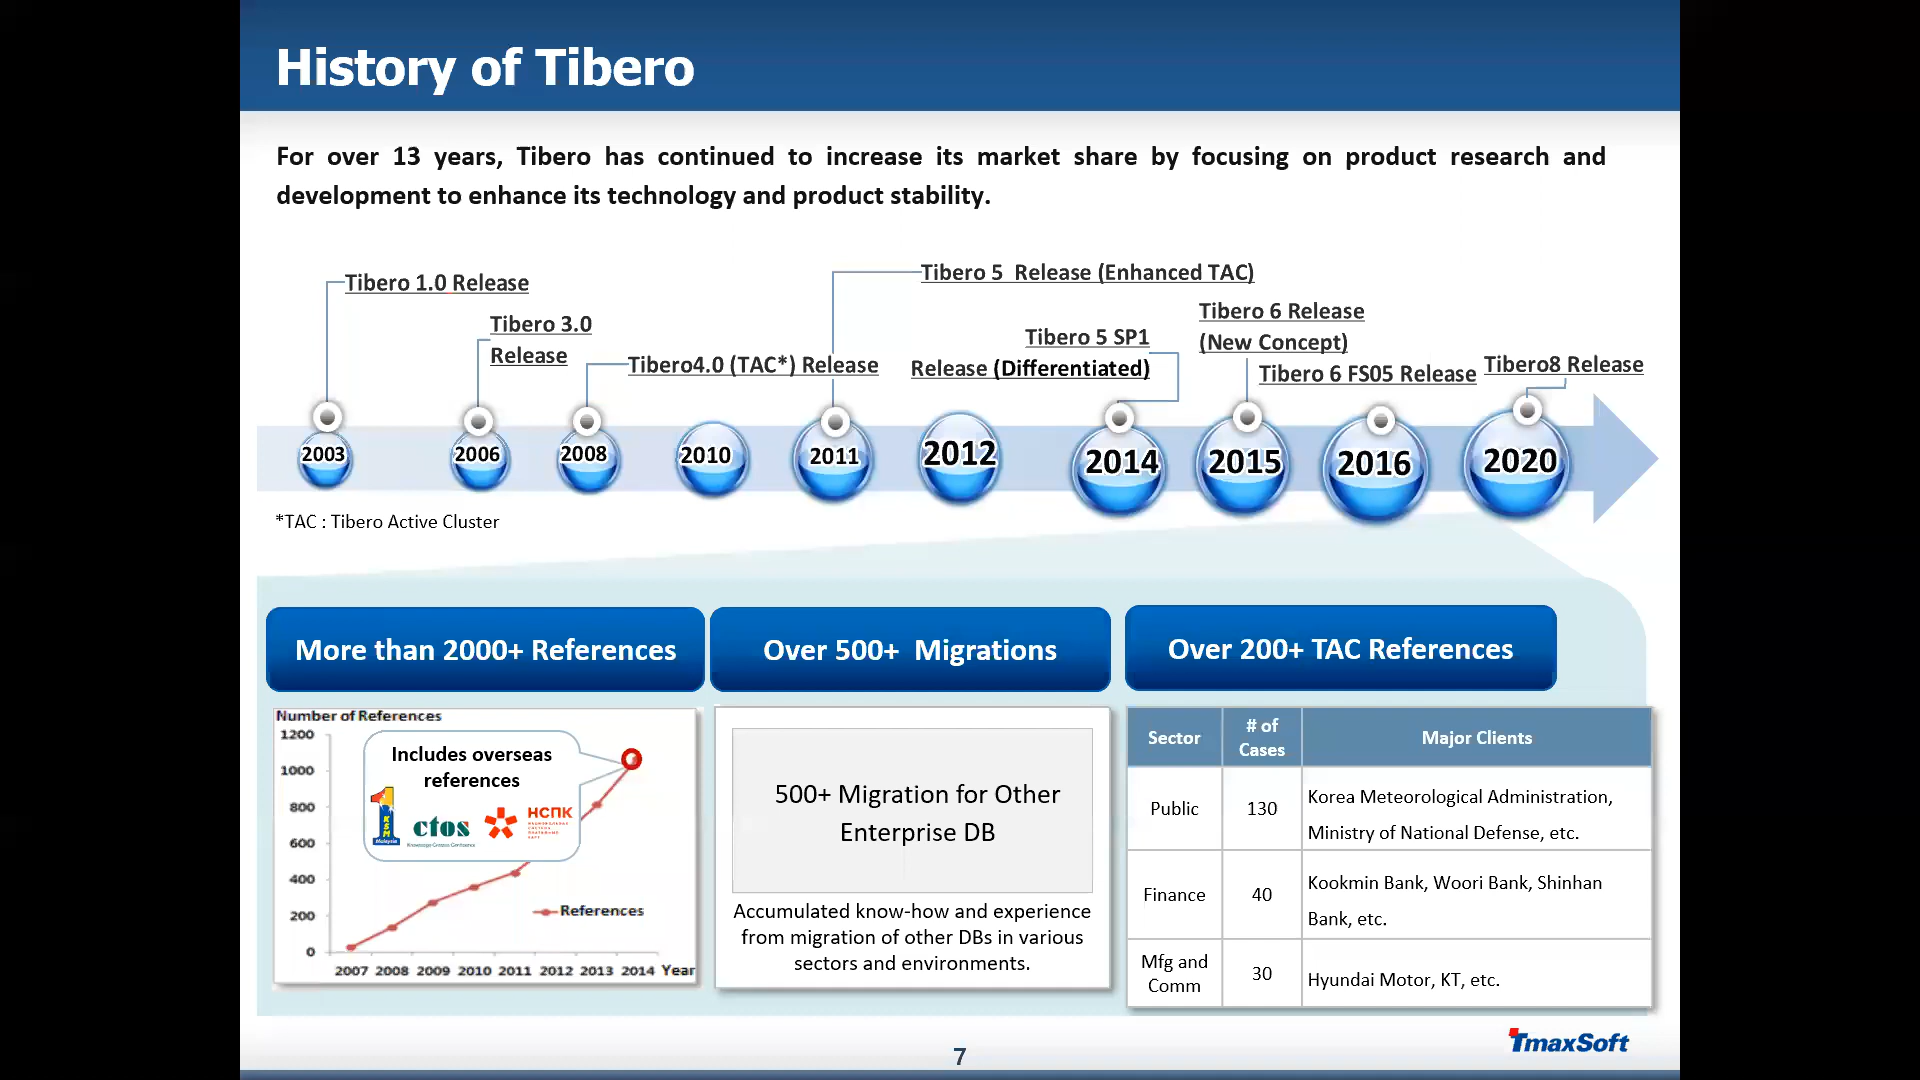 History of Tibero
For over 13 years, Tibero has continued to increase its market share by focusing on product research and
development to enhance its technology and product stability.
Tibero 1.0 Release
Tibero 3.0
Release
Tibero4.0 (TAC*) Release
Tibero 5  Release (Enhanced TAC)
Tibero 5 SP1
Release (Differentiated)
Tibero 6 Release
(New Concept)
Tibero 6 FS05 Release
Tibero8 Release
2003
2006
2008
2010
2011
2012
2014
2015
2016
2020
*TAC : Tibero Active Cluster
More than 2000+ References
Over 500+  Migrations
Over 200+ TAC References
Number of References
1200
1000
800
600
400
200
0
Includes overseas
references
1
KSM
Malaysia
ctos
НСПК
References
2007 2008 2009 2010 2011 2012 2013 2014 Year
500+ Migration for Other
Enterprise DB
Accumulated know-how and experience
from migration of other DBs in various
sectors and environments.
Sector # of Cases Major Clients
Public 130 Korea Meteorological Administration,
Ministry of National Defense, etc.
Finance 40 Kookmin Bank, Woori Bank, Shinhan
Bank, etc.
Mfg and Comm 30 Hyundai Motor, KT, etc.
TmaxSoft
7